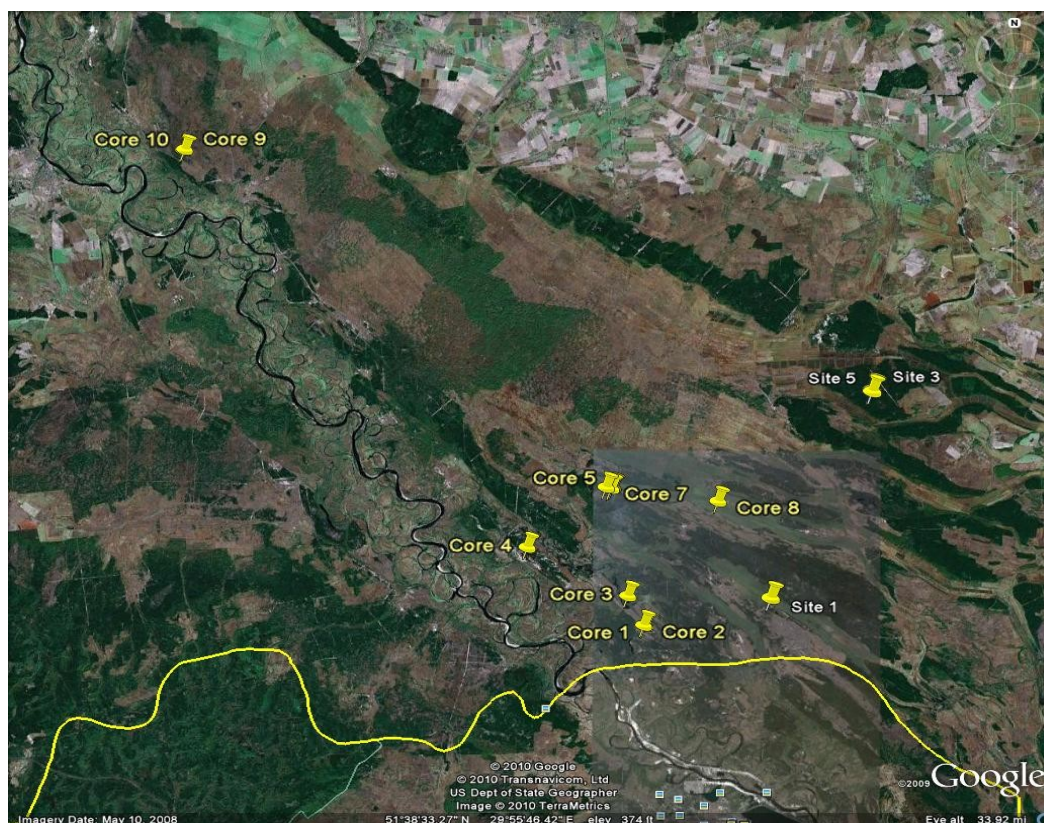 N
Core 10 Core 9
Site 5 Site 3
Core 5 Core 7
Core 8
Core 4
Core 3
Site 1
Core 1 Core 2
© 2010 Google
© 2010 Transnavicom, Ltd
US Dept of State Geographer
Image © 2010 TerraMetrics
©2009 Google
Imagery Date: May 10, 2008 51°38'33.27" N 29°55'46.42" E elev 374 ft Eye alt 33.92 mi